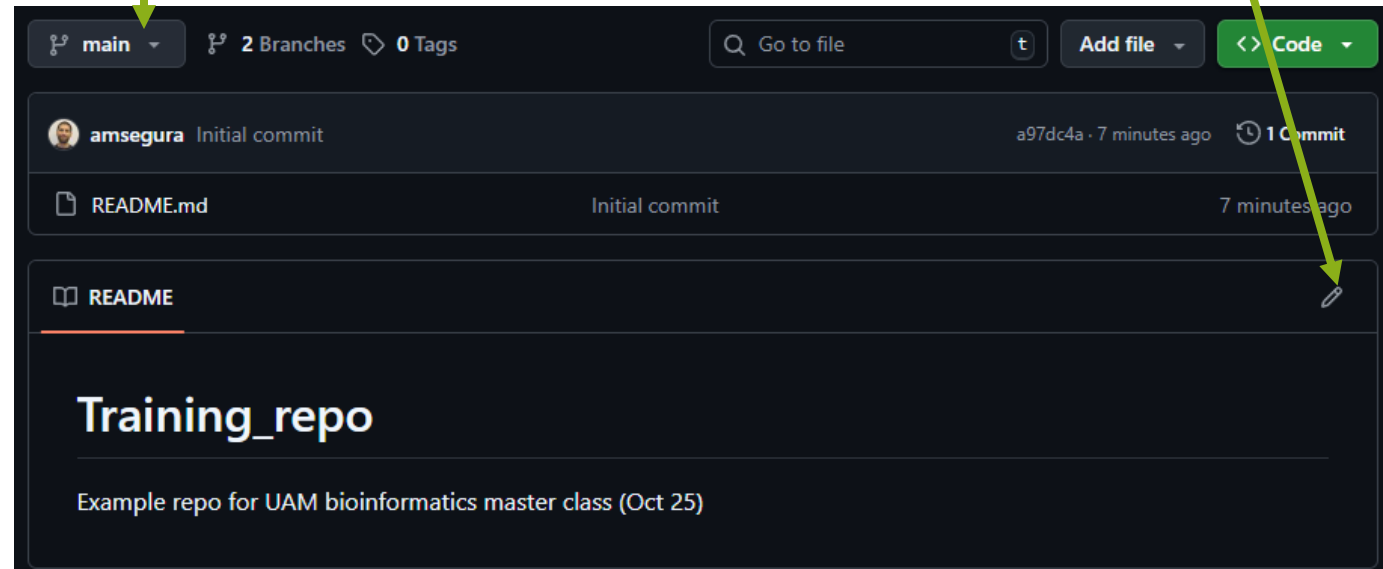 main 2 Branches 0 Tags Go to file t Add file <> Code
amsegura Initial commit a97dc4a · 7 minutes ago 1 Commit
README.md Initial commit 7 minutes ago
README
Training_repo
Example repo for UAM bioinformatics master class (Oct 25)